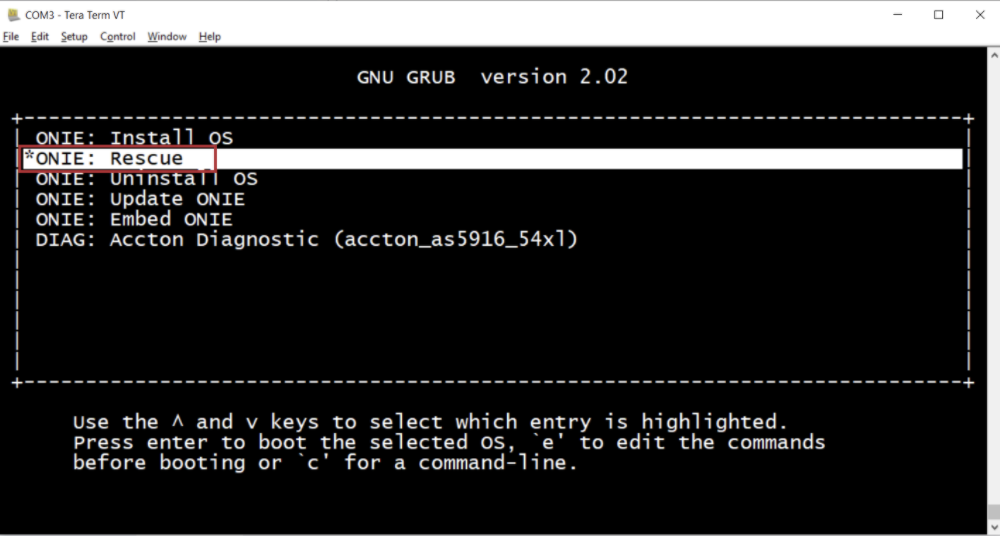 COM3 - Tera Term VT
File Edit Setup Control Window Help
GNU GRUB version 2.02
ONIE: Install OS
*ONIE: Rescue
ONIE: Uninstall OS
ONIE: Update ONIE
ONIE: Embed ONIE
DIAG: Accton Diagnostic (accton_as5916_54xl)
Use the ^ and v keys to select which entry is highlighted.
Press enter to boot the selected OS, `e' to edit the commands
before booting or `c' for a command-line.